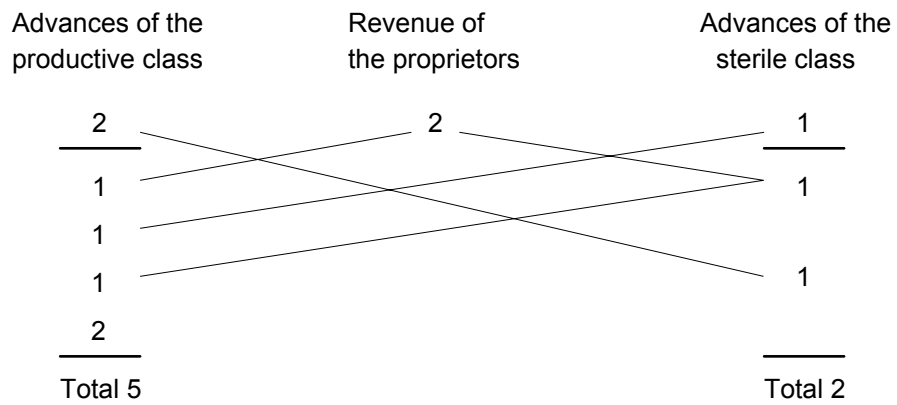 Advances of the Revenue of Advances of the
productive class the proprietors sterile class
2 2 1
1 1
1
1 1
2
Total 5 Total 2